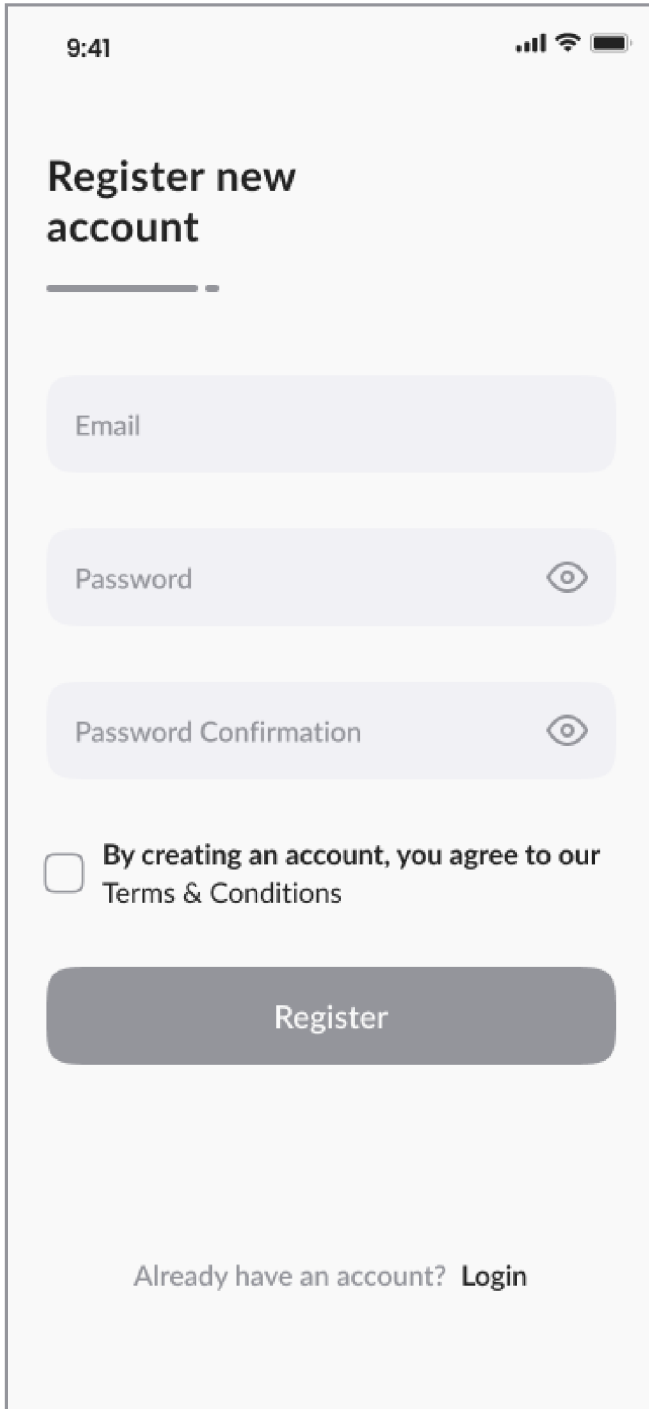 9:41
Register new
account
Email
Password
Password Confirmation
By creating an account, you agree to our
Terms & Conditions
Register
Already have an account? Login